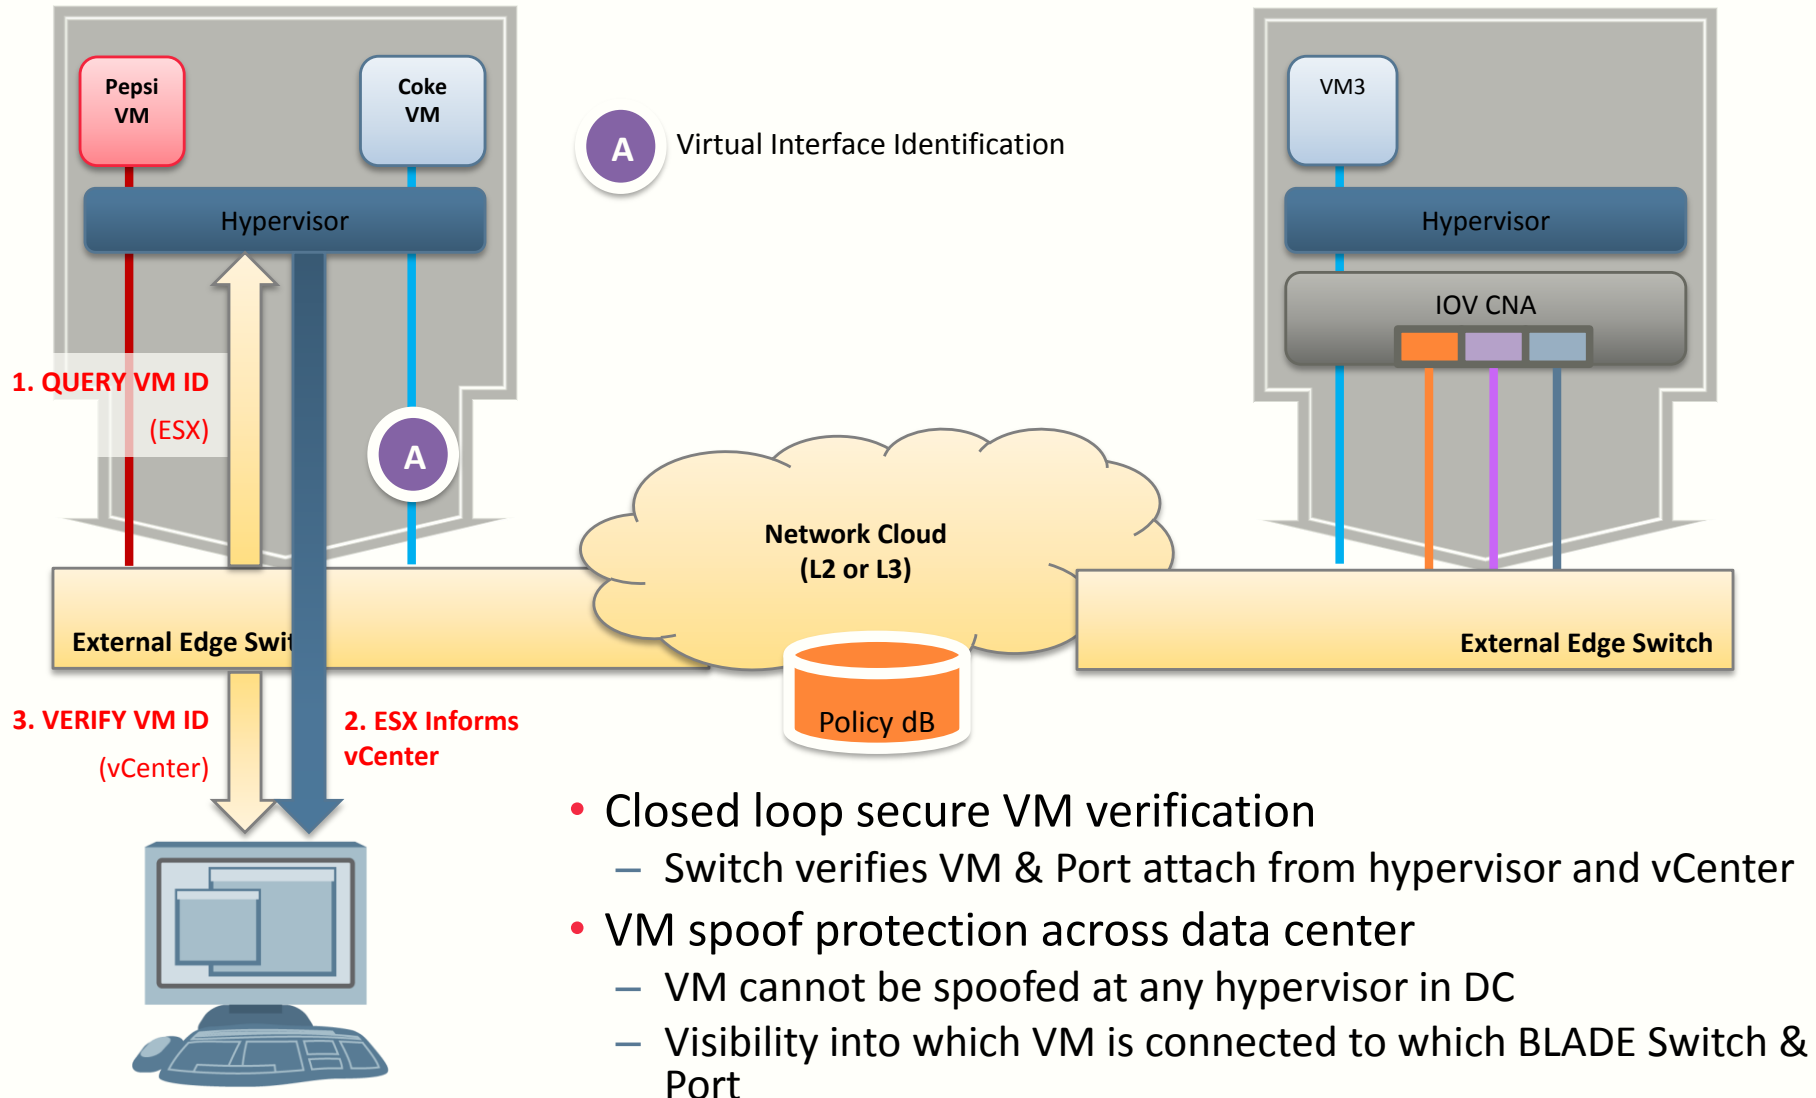 Pepsi
VM
Coke
VM
A
Virtual Interface Identification
VM3
Hypervisor
Hypervisor
IOV CNA
1. QUERY VM ID
(ESX)
A
Network Cloud
(L2 or L3)
External Edge Swit
External Edge Switch
3. VERIFY VM ID
(vCenter)
2. ESX Informs
vCenter
Policy dB
• Closed loop secure VM verification
– Switch verifies VM & Port attach from hypervisor and vCenter
• VM spoof protection across data center
– VM cannot be spoofed at any hypervisor in DC
– Visibility into which VM is connected to which BLADE Switch &
Port